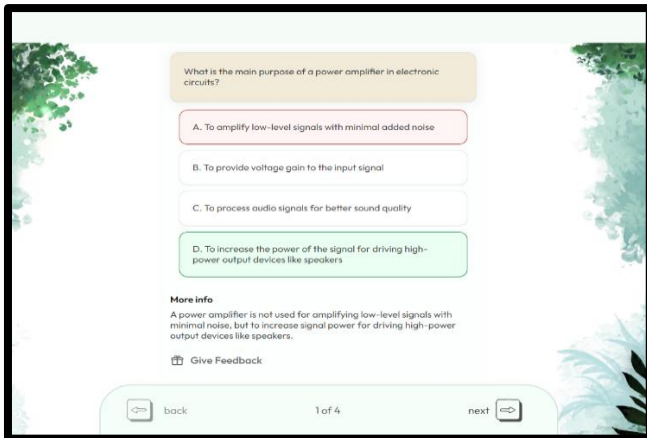 What is the main purpose of a power amplifier in electronic
circuits?
A. To amplify low-level signals with minimal added noise
B. To provide voltage gain to the input signal
C. To process audio signals for better sound quality
D. To increase the power of the signal for driving high-
power output devices like speakers
More info
A power amplifier is not used for amplifying low-level signals with
minimal noise, but to increase signal power for driving high-power
output devices like speakers.
Give Feedback
back 1 of 4 next